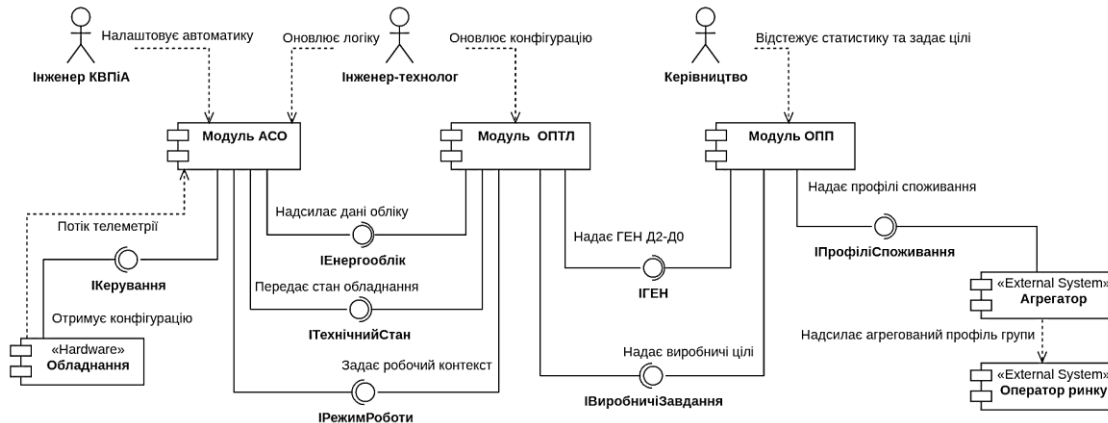 Налаштовує автоматику
Оновлює логіку
Оновлює конфігурацію
Відстежує статистику та задає цілі
Інженер КВПіА
Інженер-технолог
Керівництво
Модуль АСО
Модуль ОПТЛ
Модуль ОПП
Надає профілі споживання
Надсилає дані обліку
Потік телеметрії
Надає ГЕН Д2-Д0
ІПрофіліСпоживання
ІЕнергооблік
ІКерування
Передає стан обладнання
ІГЕН
«External System»
Агрегатор
Отримує конфігурацію
ІТехнічнийСтан
Надсилає агрегований профіль групи
«Hardware»
Обладнання
Задає робочий контекст
Надає виробничі цілі
«External System»
Оператор ринку
ІРежимРоботи
ІВиробничіЗавдання